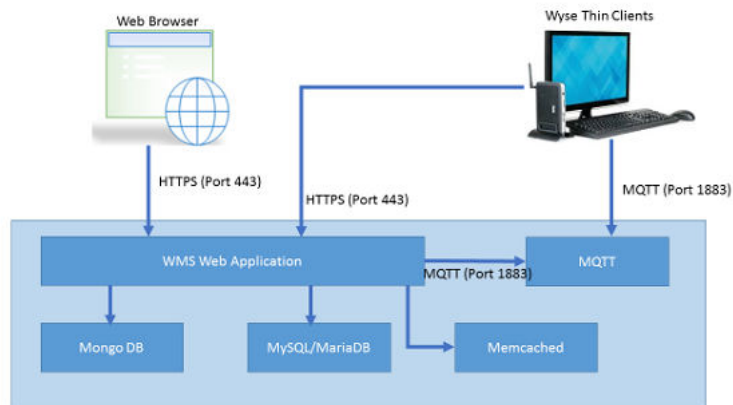 Web Browser
Wyse Thin Clients
HTTPS (Port 443)
HTTPS (Port 443)
MQTT (Port 1883)
WMS Web Application
MQTT (Port 1883)
MQTT
Mongo DB
MySQL/MariaDB
Memcached